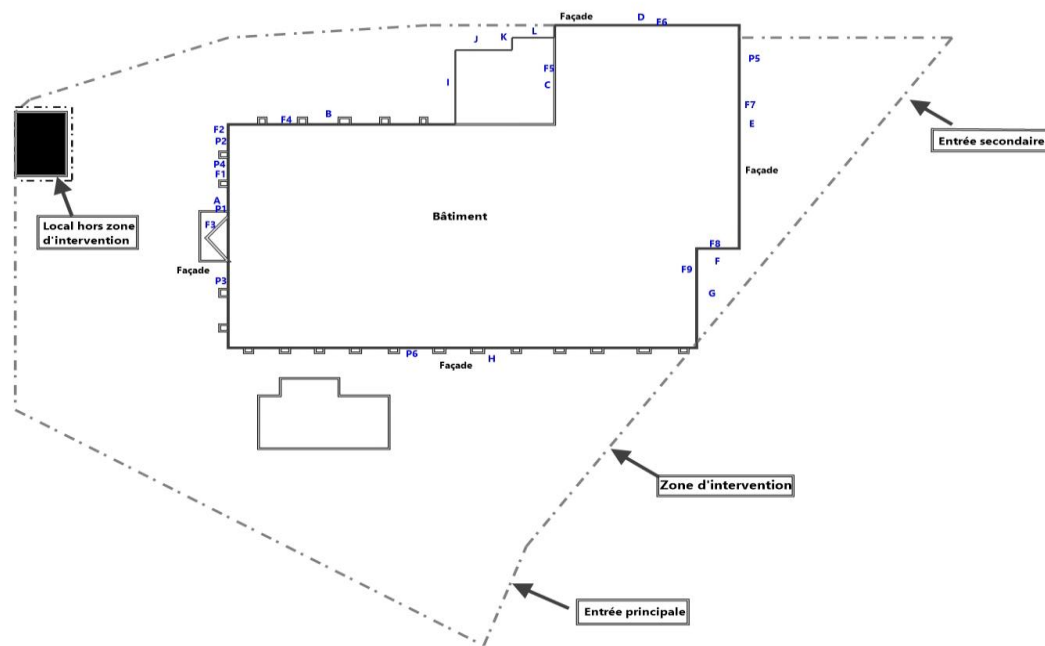 Façade
D
F6
L
K
J
P5
F5
I
C
F7
B
F4
E
F2
P2
Entrée secondaire
P4
F1
Façade
A
P1
Bâtiment
F3
Local hors zone
d'intervention
F8
F
Façade
F9
P3
G
P6
H
Façade
Zone d'intervention
Entrée principale